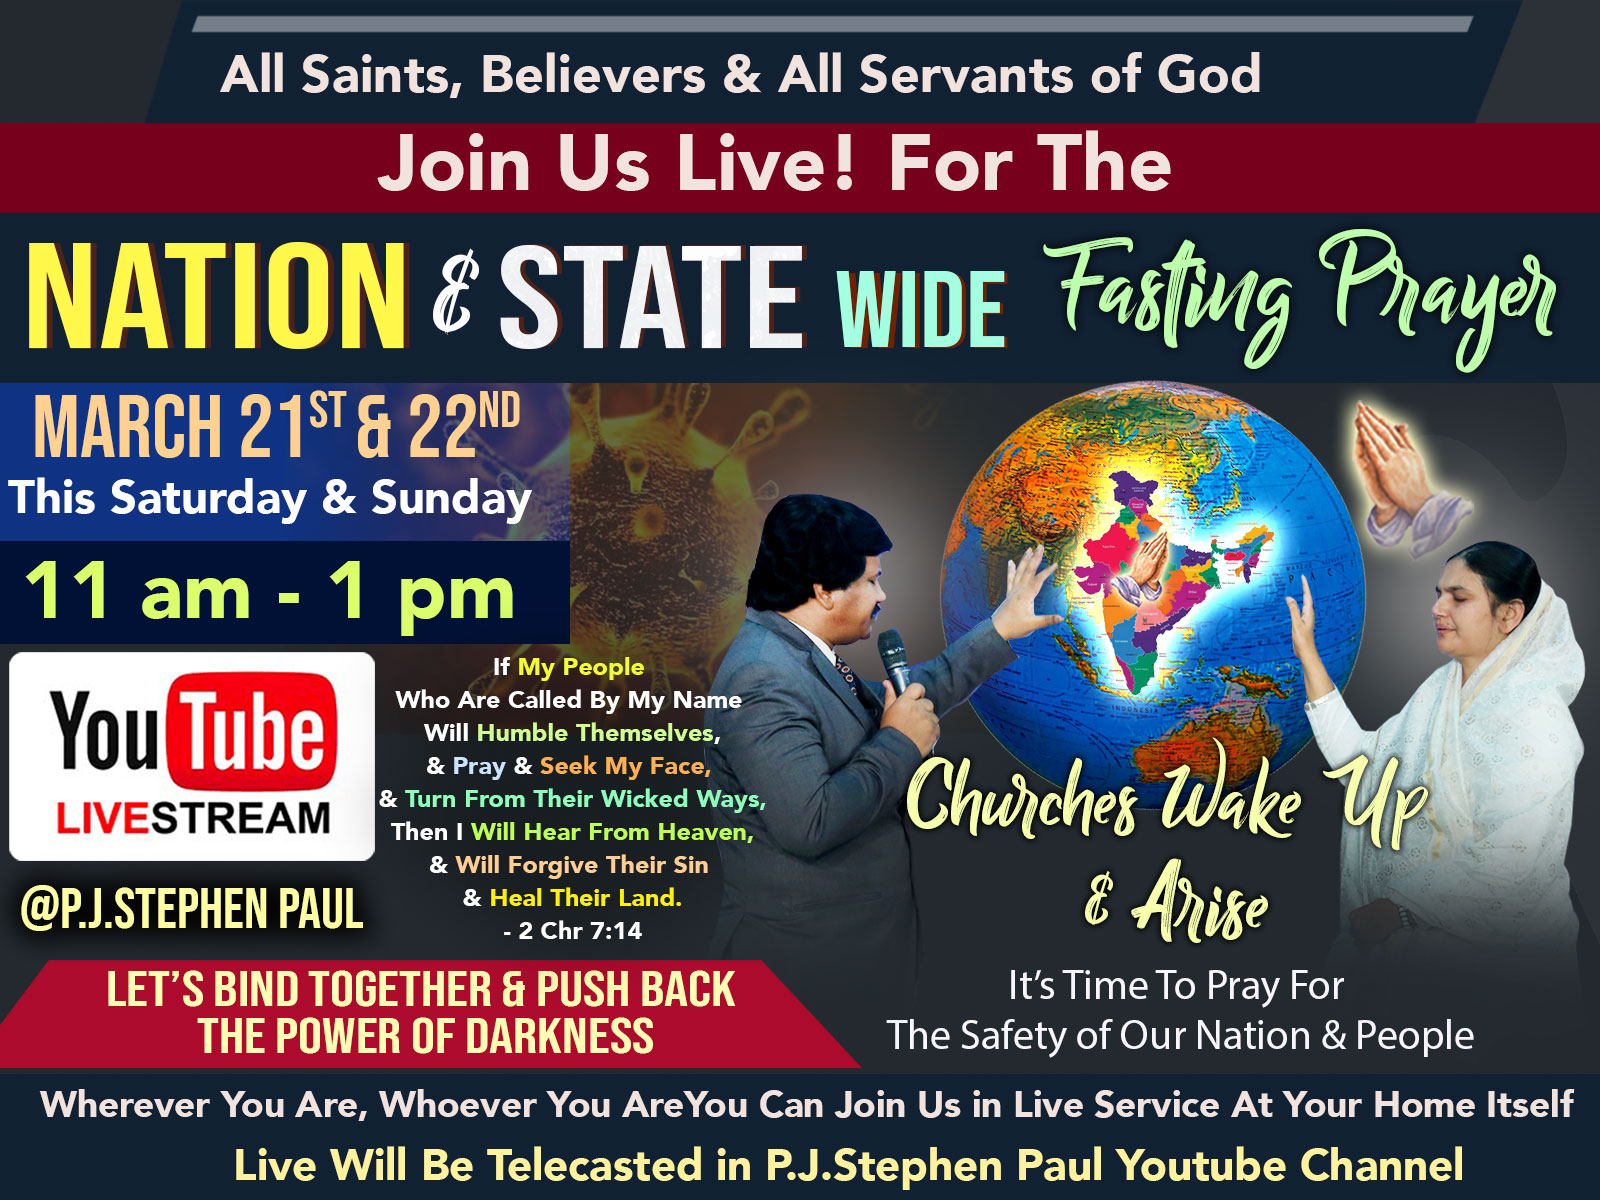 All Saints, Believers & All Servants of God
Join Us Live! For The
NATION & STATE WIDE Fasting Prayer
MARCH 21ST & 22ND
This Saturday & Sunday
11 am - 1 pm
YouTube
LIVESTREAM
@P.J.STEPHEN PAUL
If My People
Who Are Called By My Name
Will Humble Themselves,
& Pray & Seek My Face,
& Turn From Their Wicked Ways,
Then I Will Hear From Heaven,
& Will Forgive Their Sin
& Heal Their Land.
- 2 Chr 7:14
Churches Wake Up
& Arise
LET'S BIND TOGETHER & PUSH BACK
THE POWER OF DARKNESS
It's Time To Pray For
The Safety of Our Nation & People
Wherever You Are, Whoever You AreYou Can Join Us in Live Service At Your Home Itself
Live Will Be Telecasted in P.J.Stephen Paul Youtube Channel